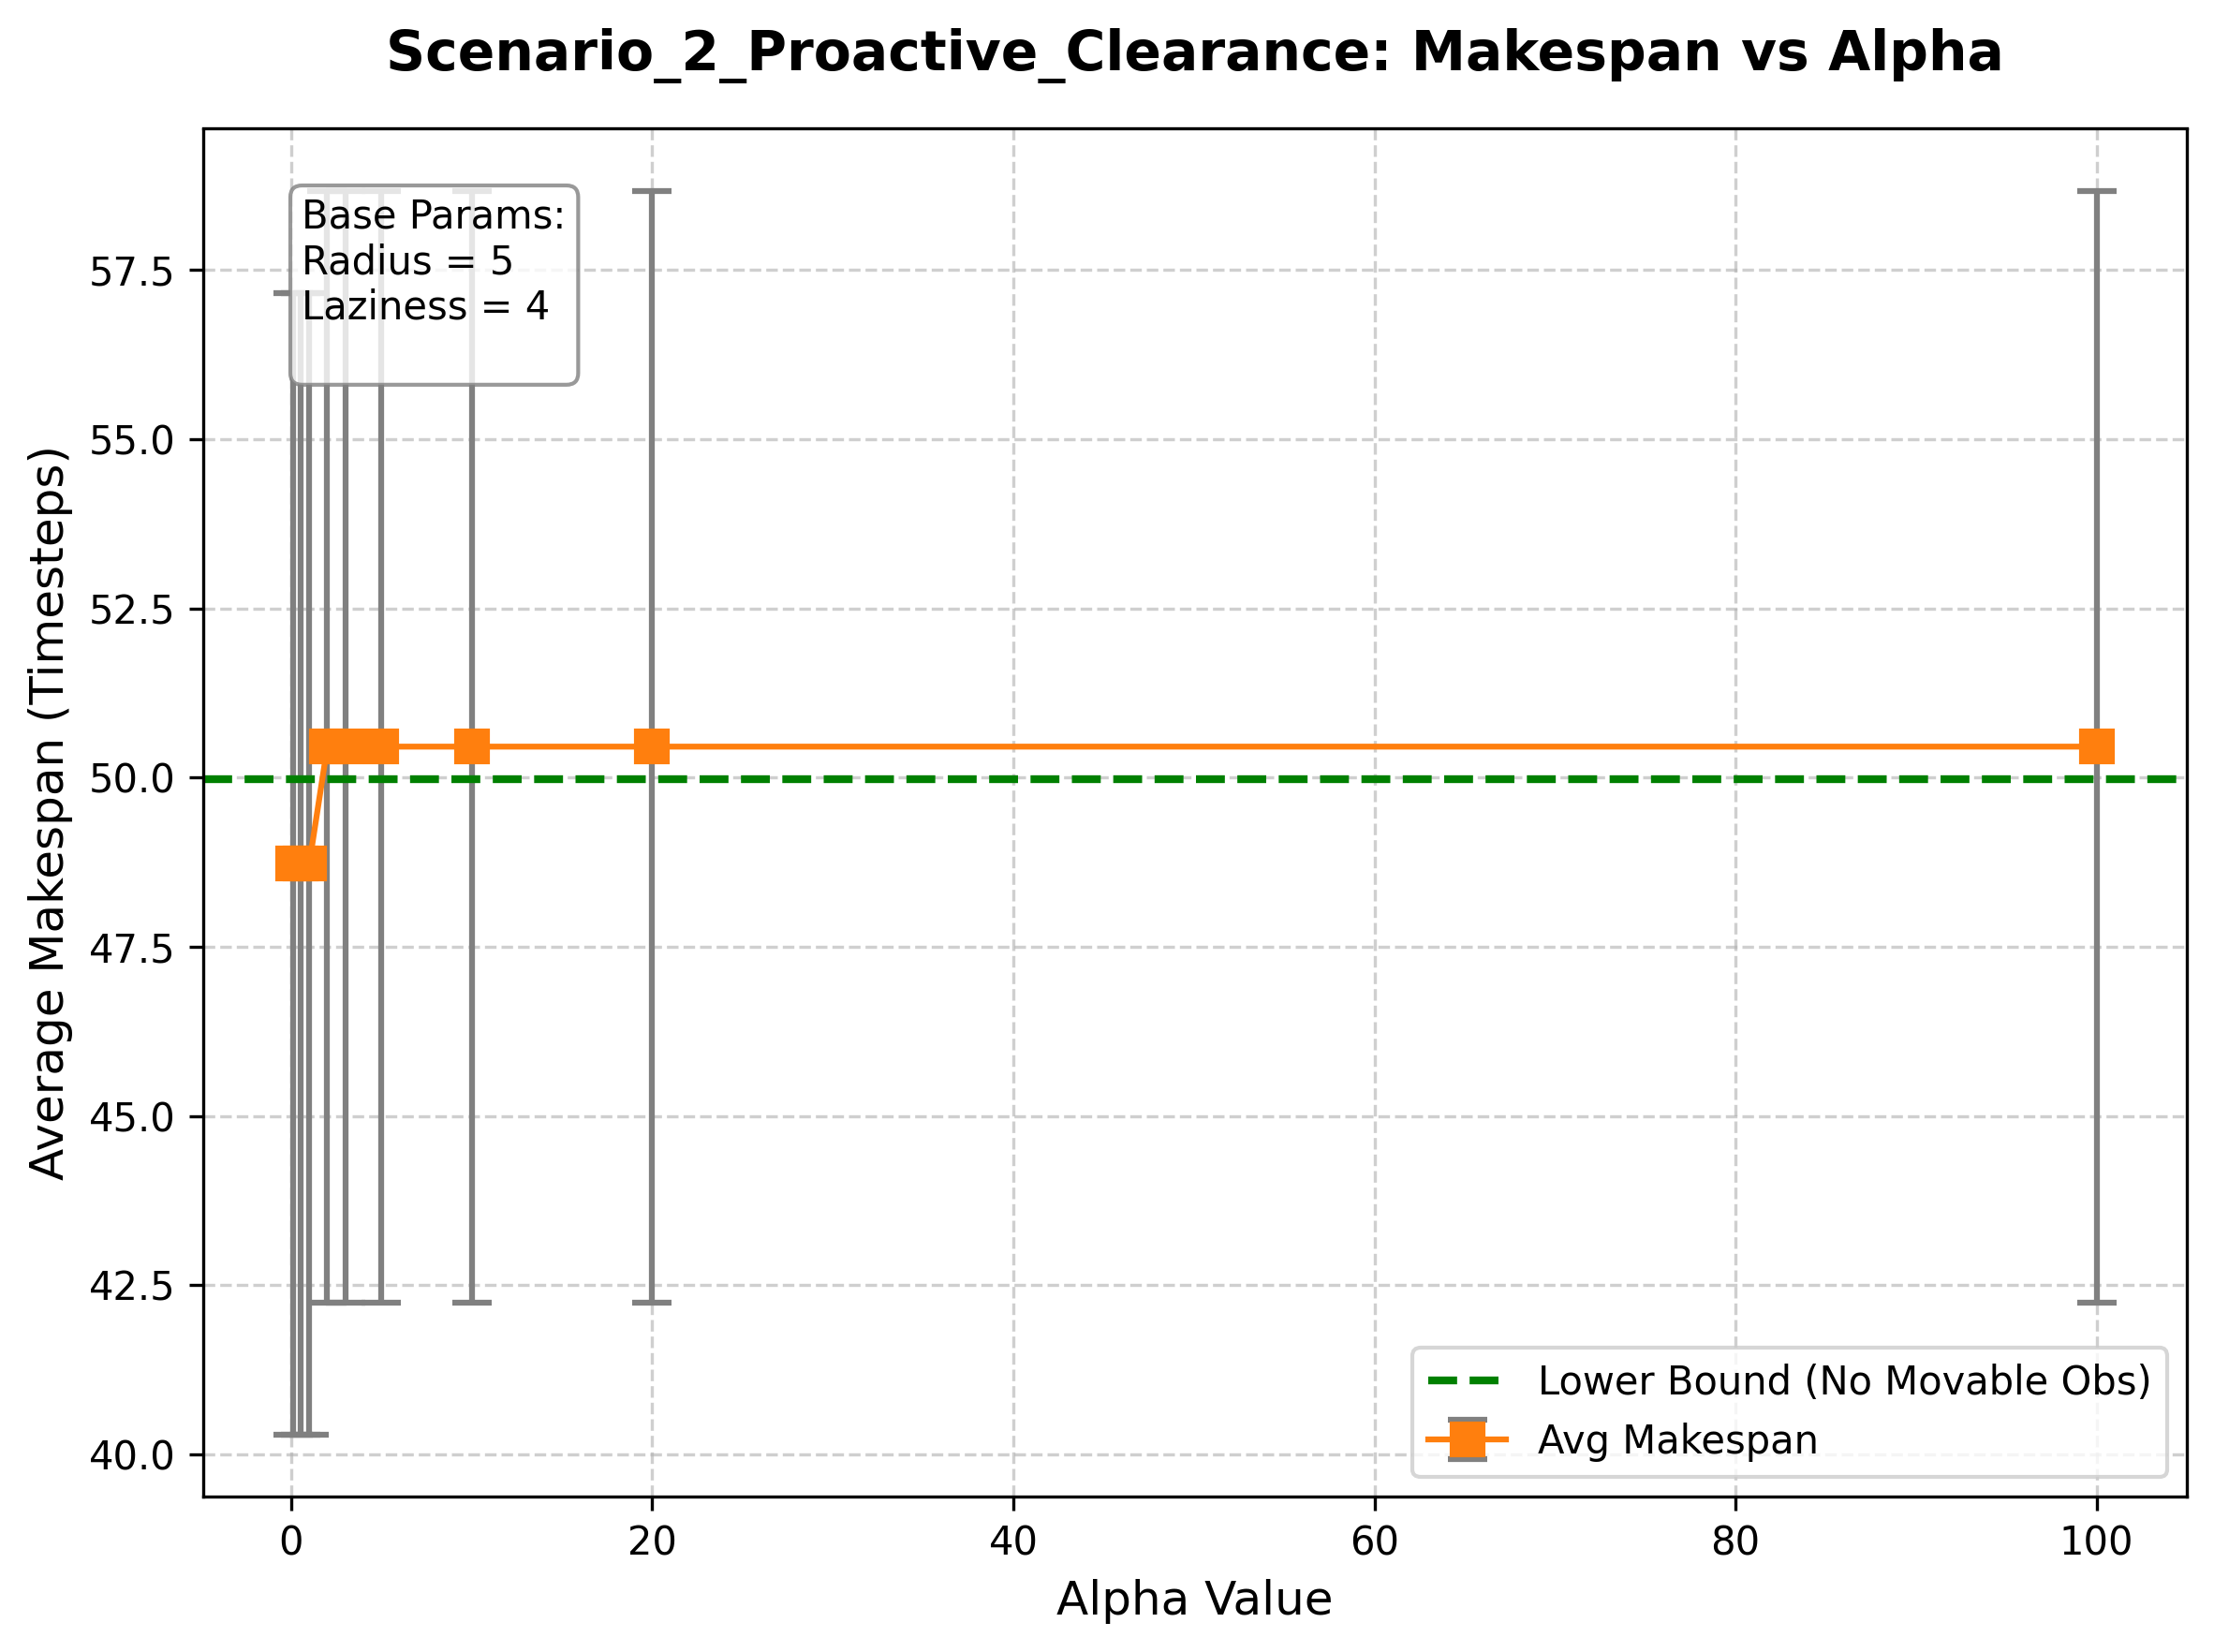 Scenario_2_Proactive_Clearance: Makespan vs Alpha
Base Params:
Radius = 5
Laziness = 4
57.5
55.0
52.5
50.0
47.5
45.0
42.5
40.0
Average Makespan (Timesteps)
Lower Bound (No Movable Obs)
Avg Makespan
0
20
40
60
80
100
Alpha Value